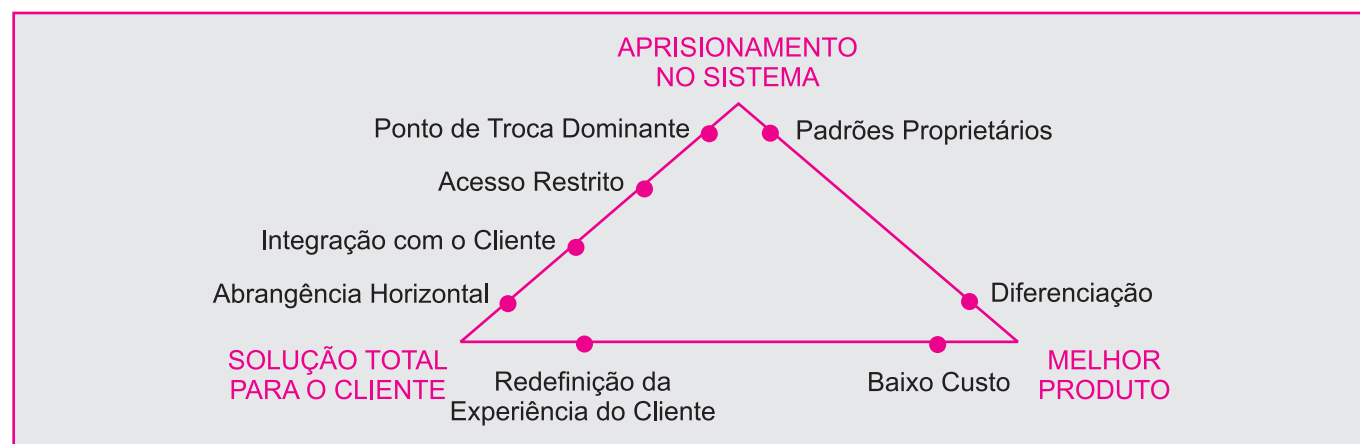 APRISIONAMENTO
NO SISTEMA
Ponto de Troca Dominante
Padrões Proprietários
Acesso Restrito
Integração com o Cliente
Abrangência Horizontal
Diferenciação
SOLUÇÃO TOTAL
PARA O CLIENTE
Redefinição da
Experiência do Cliente
Baixo Custo
MELHOR
PRODUTO